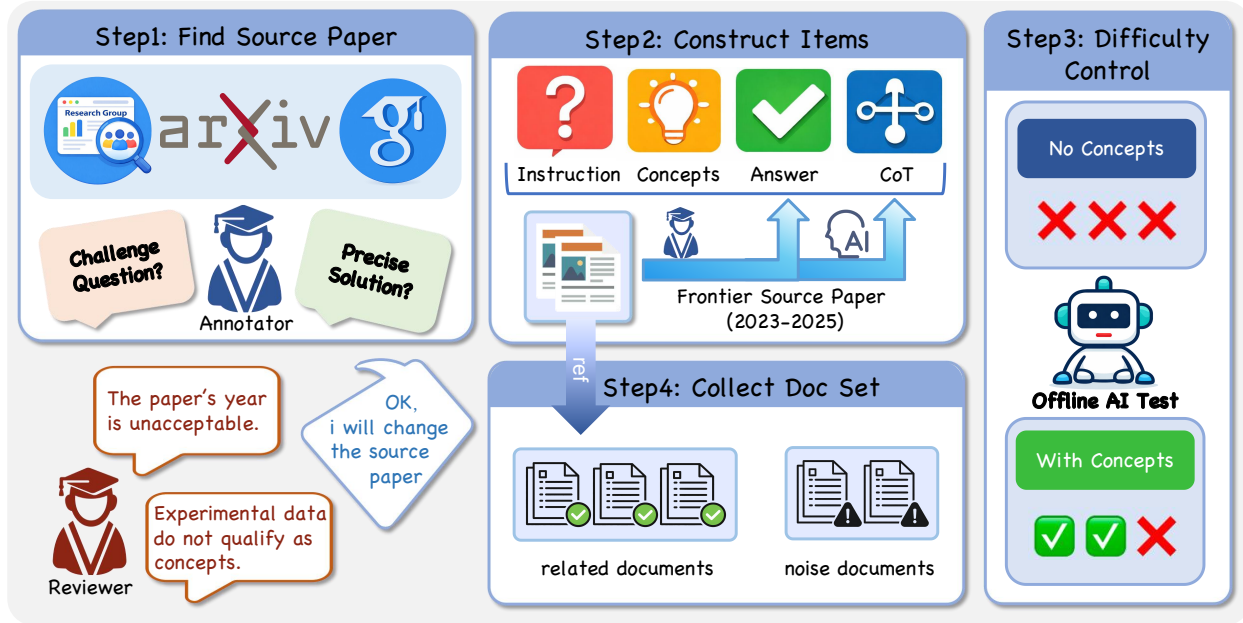 Step1: Find Source Paper
Research Group
arXiv
g
Challenge
Question?
Precise
Solution?
Annotator
Step2: Construct Items
?
Instruction
Concepts
Answer
CoT
AI
Frontier Source Paper
(2023-2025)
ref
Step3: Difficulty
Control
No Concepts
Offline AI Test
With Concepts
Step4: Collect Doc Set
related documents
noise documents
The paper's year
is unacceptable.
OK,
i will change
the source
paper
Experimental data
do not qualify as
concepts.
Reviewer